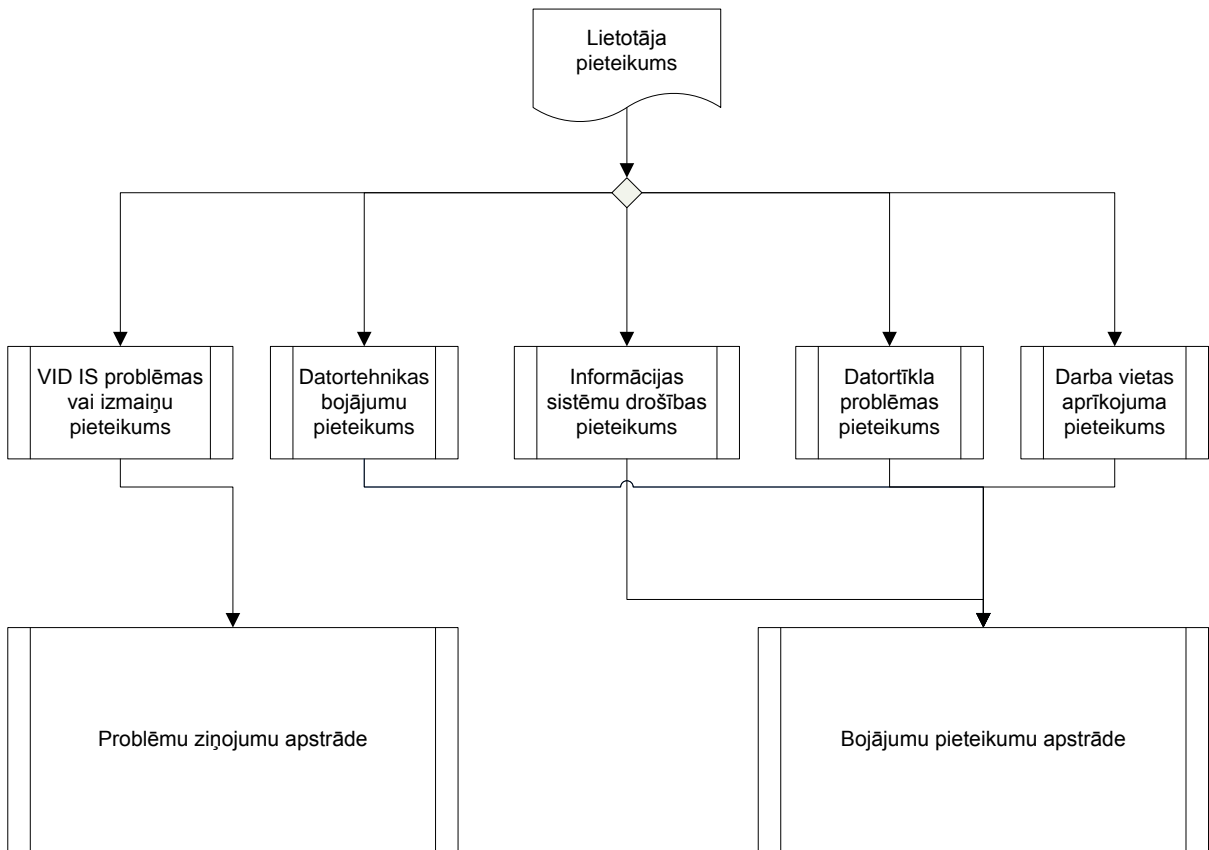 Lietotāja
pieteikums
VID IS problēmas
vai izmaiņu
pieteikums
Datortehnikas
bojājumu
pieteikums
Informācijas
sistēmu drošības
pieteikums
Datortīkla
problēmas
pieteikums
Darba vietas
aprīkojuma
pieteikums
Problēmu ziņojumu apstrāde
Bojājumu pieteikumu apstrāde